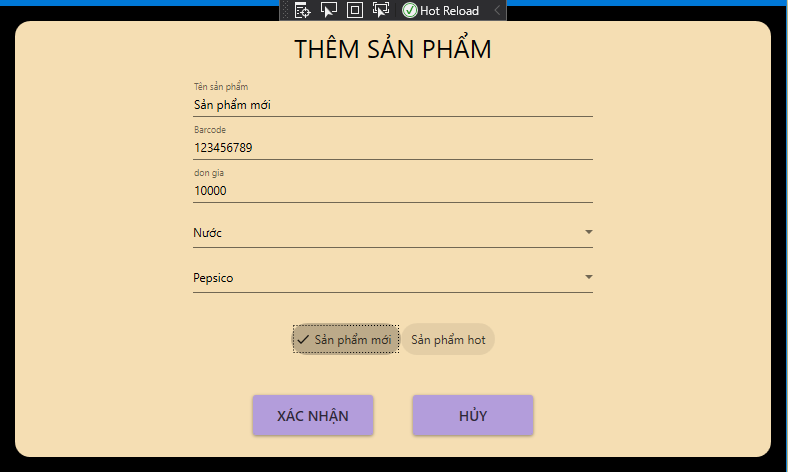 Hot Reload
THÊM SẢN PHẨM
Tên sản phẩm
Sản phẩm mới
Barcode
123456789
don gia
10000
Nước
Pepsico
Sản phẩm mới Sản phẩm hot
XÁC NHẬN HỦY